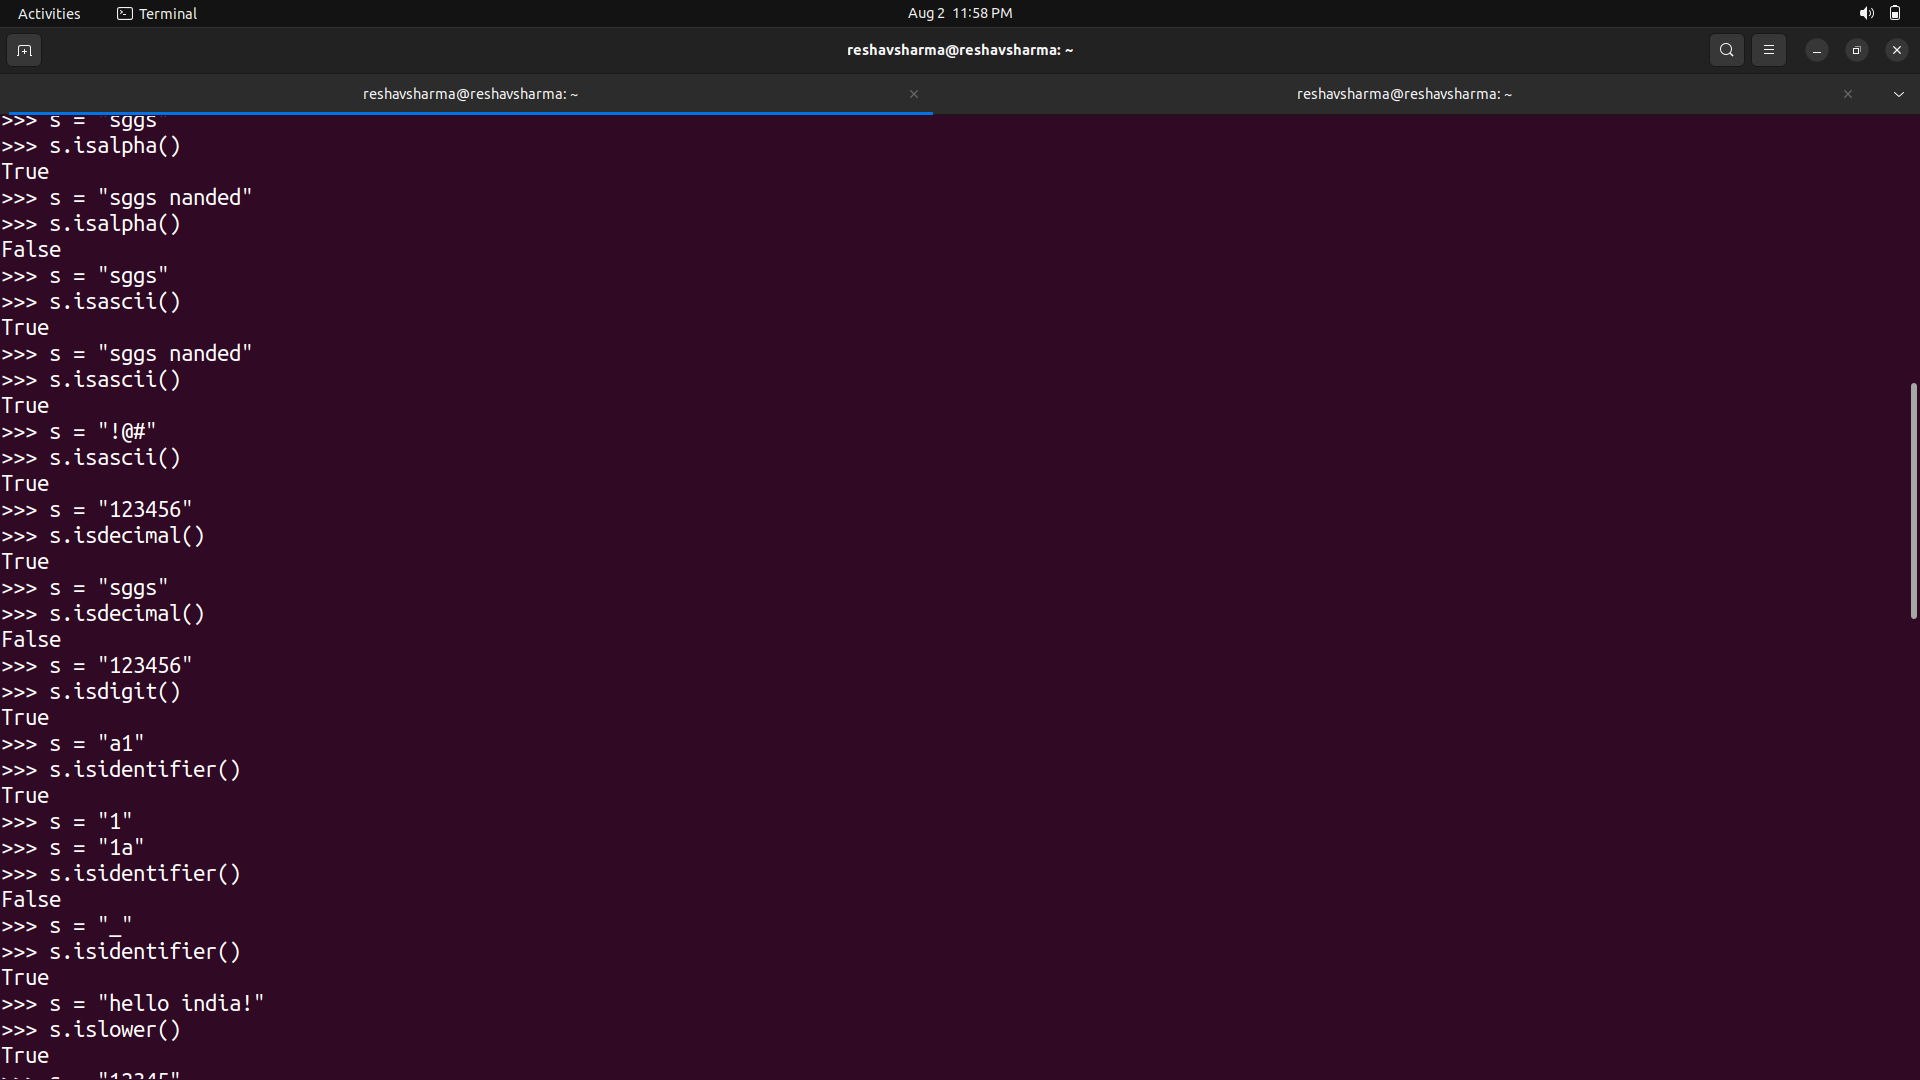 Activities Terminal Aug 2 11:58 PM
reshavsharma@reshavsharma: ~
reshavsharma@reshavsharma: ~ reshavsharma@reshavsharma: ~
>>> s = "sggs"
>>> s.isalpha()
True
>>> s = "sggs nanded"
>>> s.isalpha()
False
>>> s = "sggs"
>>> s.isascii()
True
>>> s = "sggs nanded"
>>> s.isascii()
True
>>> s = "!@#"
>>> s.isascii()
True
>>> s = "123456"
>>> s.isdecimal()
True
>>> s = "sggs"
>>> s.isdecimal()
False
>>> s = "123456"
>>> s.isdigit()
True
>>> s = "a1"
>>> s.isidentifier()
True
>>> s = "1"
>>> s = "1a"
>>> s.isidentifier()
False
>>> s = "_"
>>> s.isidentifier()
True
>>> s = "hello india!"
>>> s.islower()
True
>>> s = "12345"